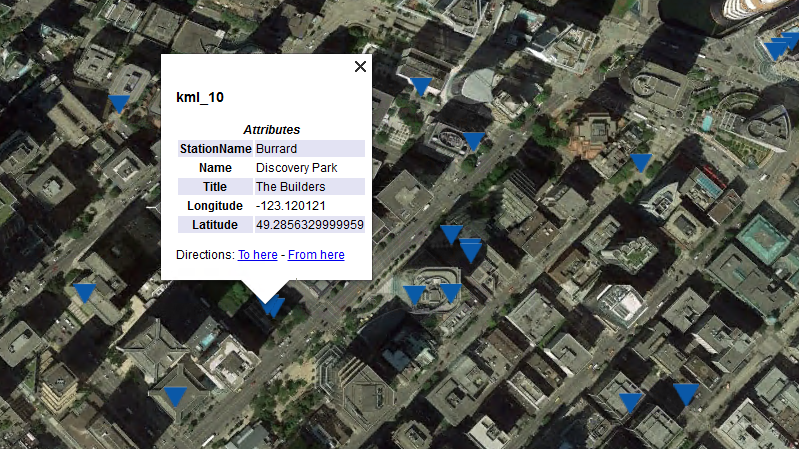 kml_10
Attributes
StationName Burrard
Name Discovery Park
Title The Builders
Longitude -123.120121
Latitude 49.2856329999959
Directions: To here - From here